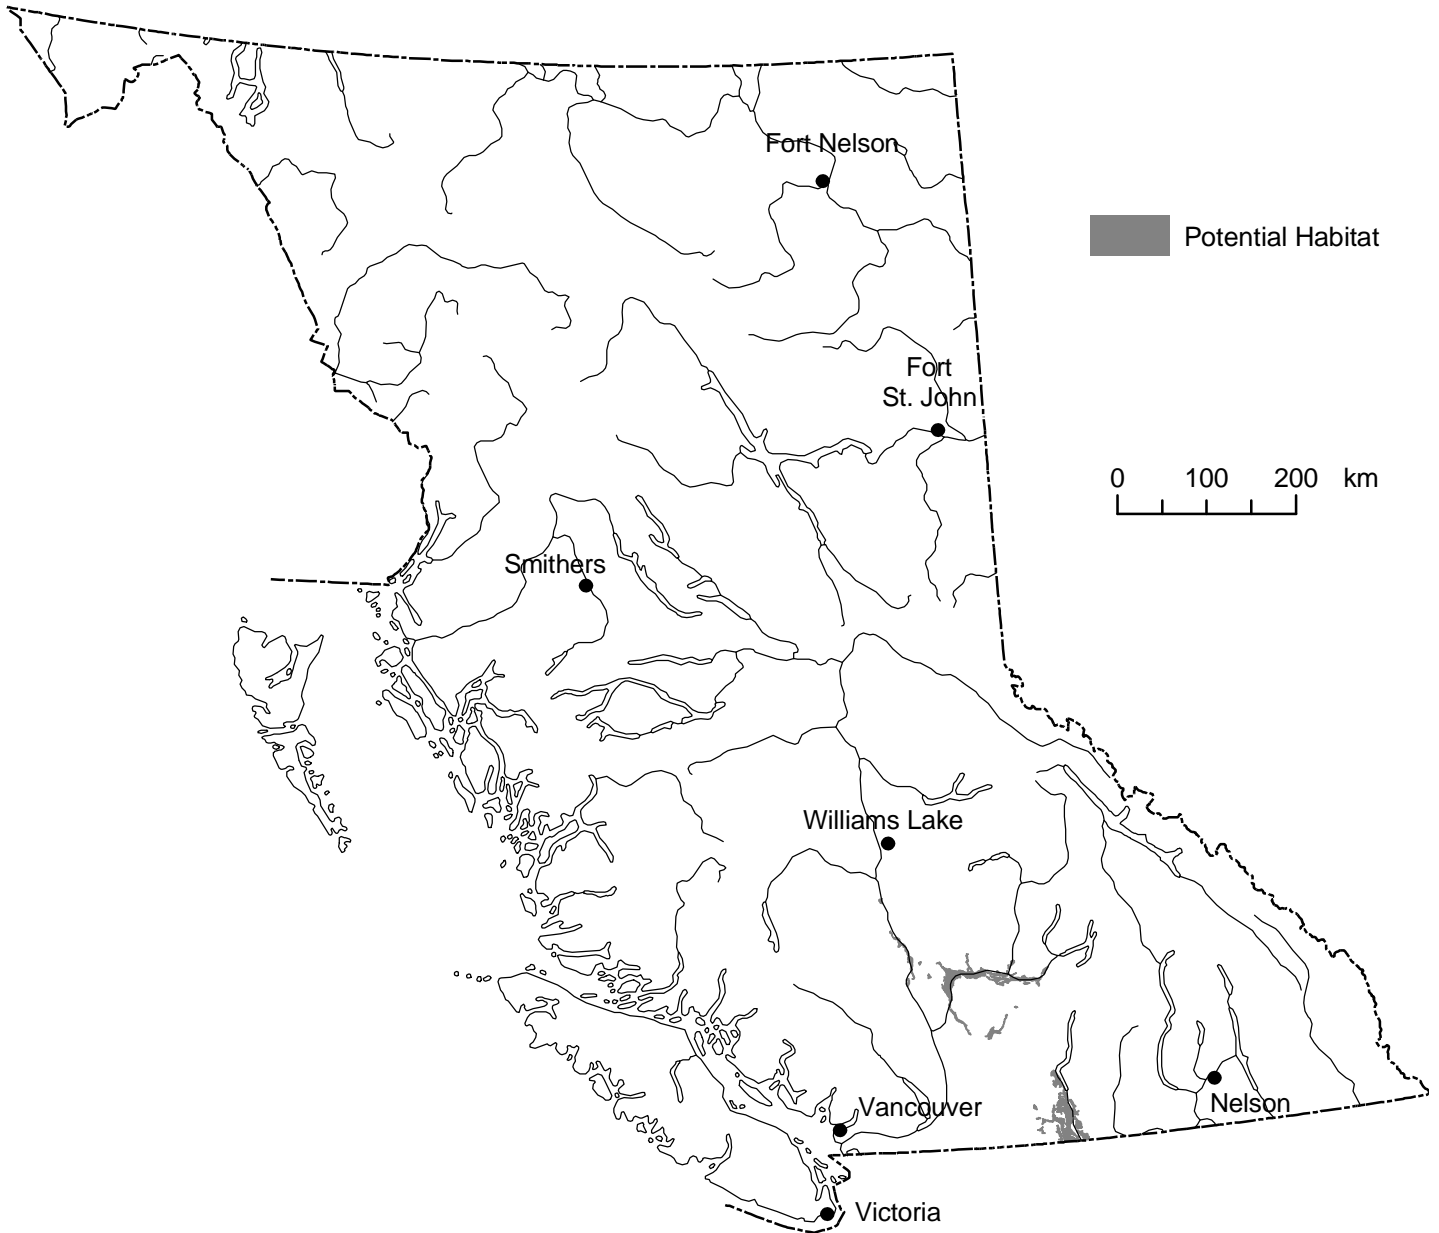 Fort Nelson
Potential Habitat
Fort
St. John
0 100 200 km
Smithers
Williams Lake
Vancouver
Nelson
Victoria